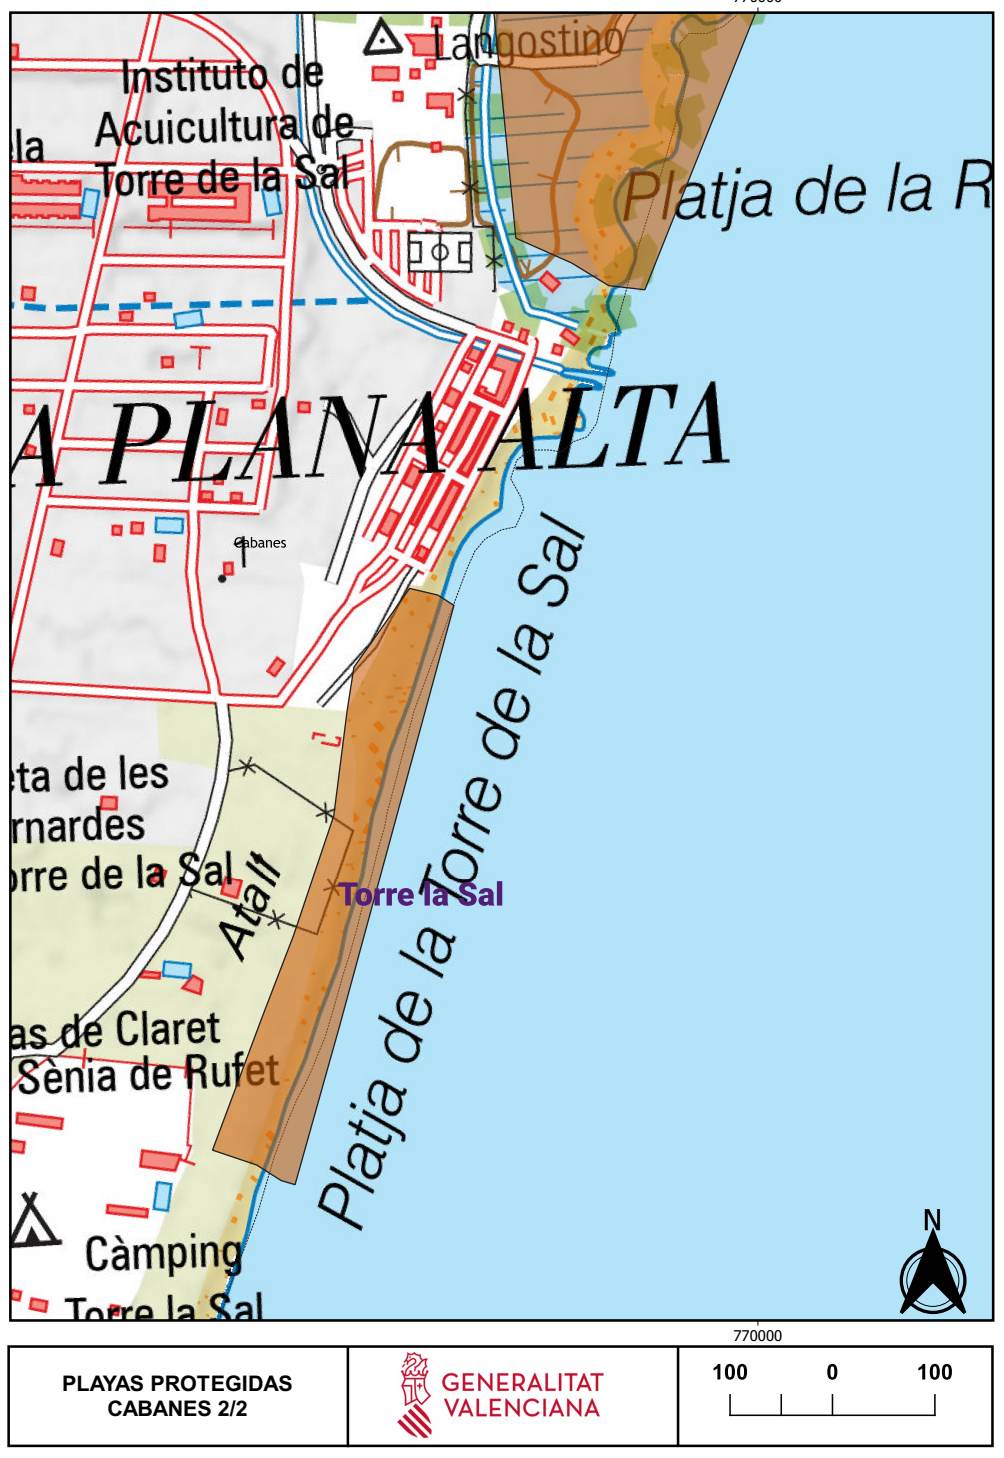 770000
Langostino
Instituto de
Acuicultura de
Torre de la Sal
ela
Platja de la R
A PLANA ALTA
Cabanes
Platja de la Torre de la Sal
eta de les
rnardes
orre de la Sal
Atall
Torre la Sal
as de Claret
Sènia de Rufet
Càmping
Torre la Sal
N
770000
PLAYAS PROTEGIDAS
CABANES 2/2
GENERALITAT
VALENCIANA
100 0 100